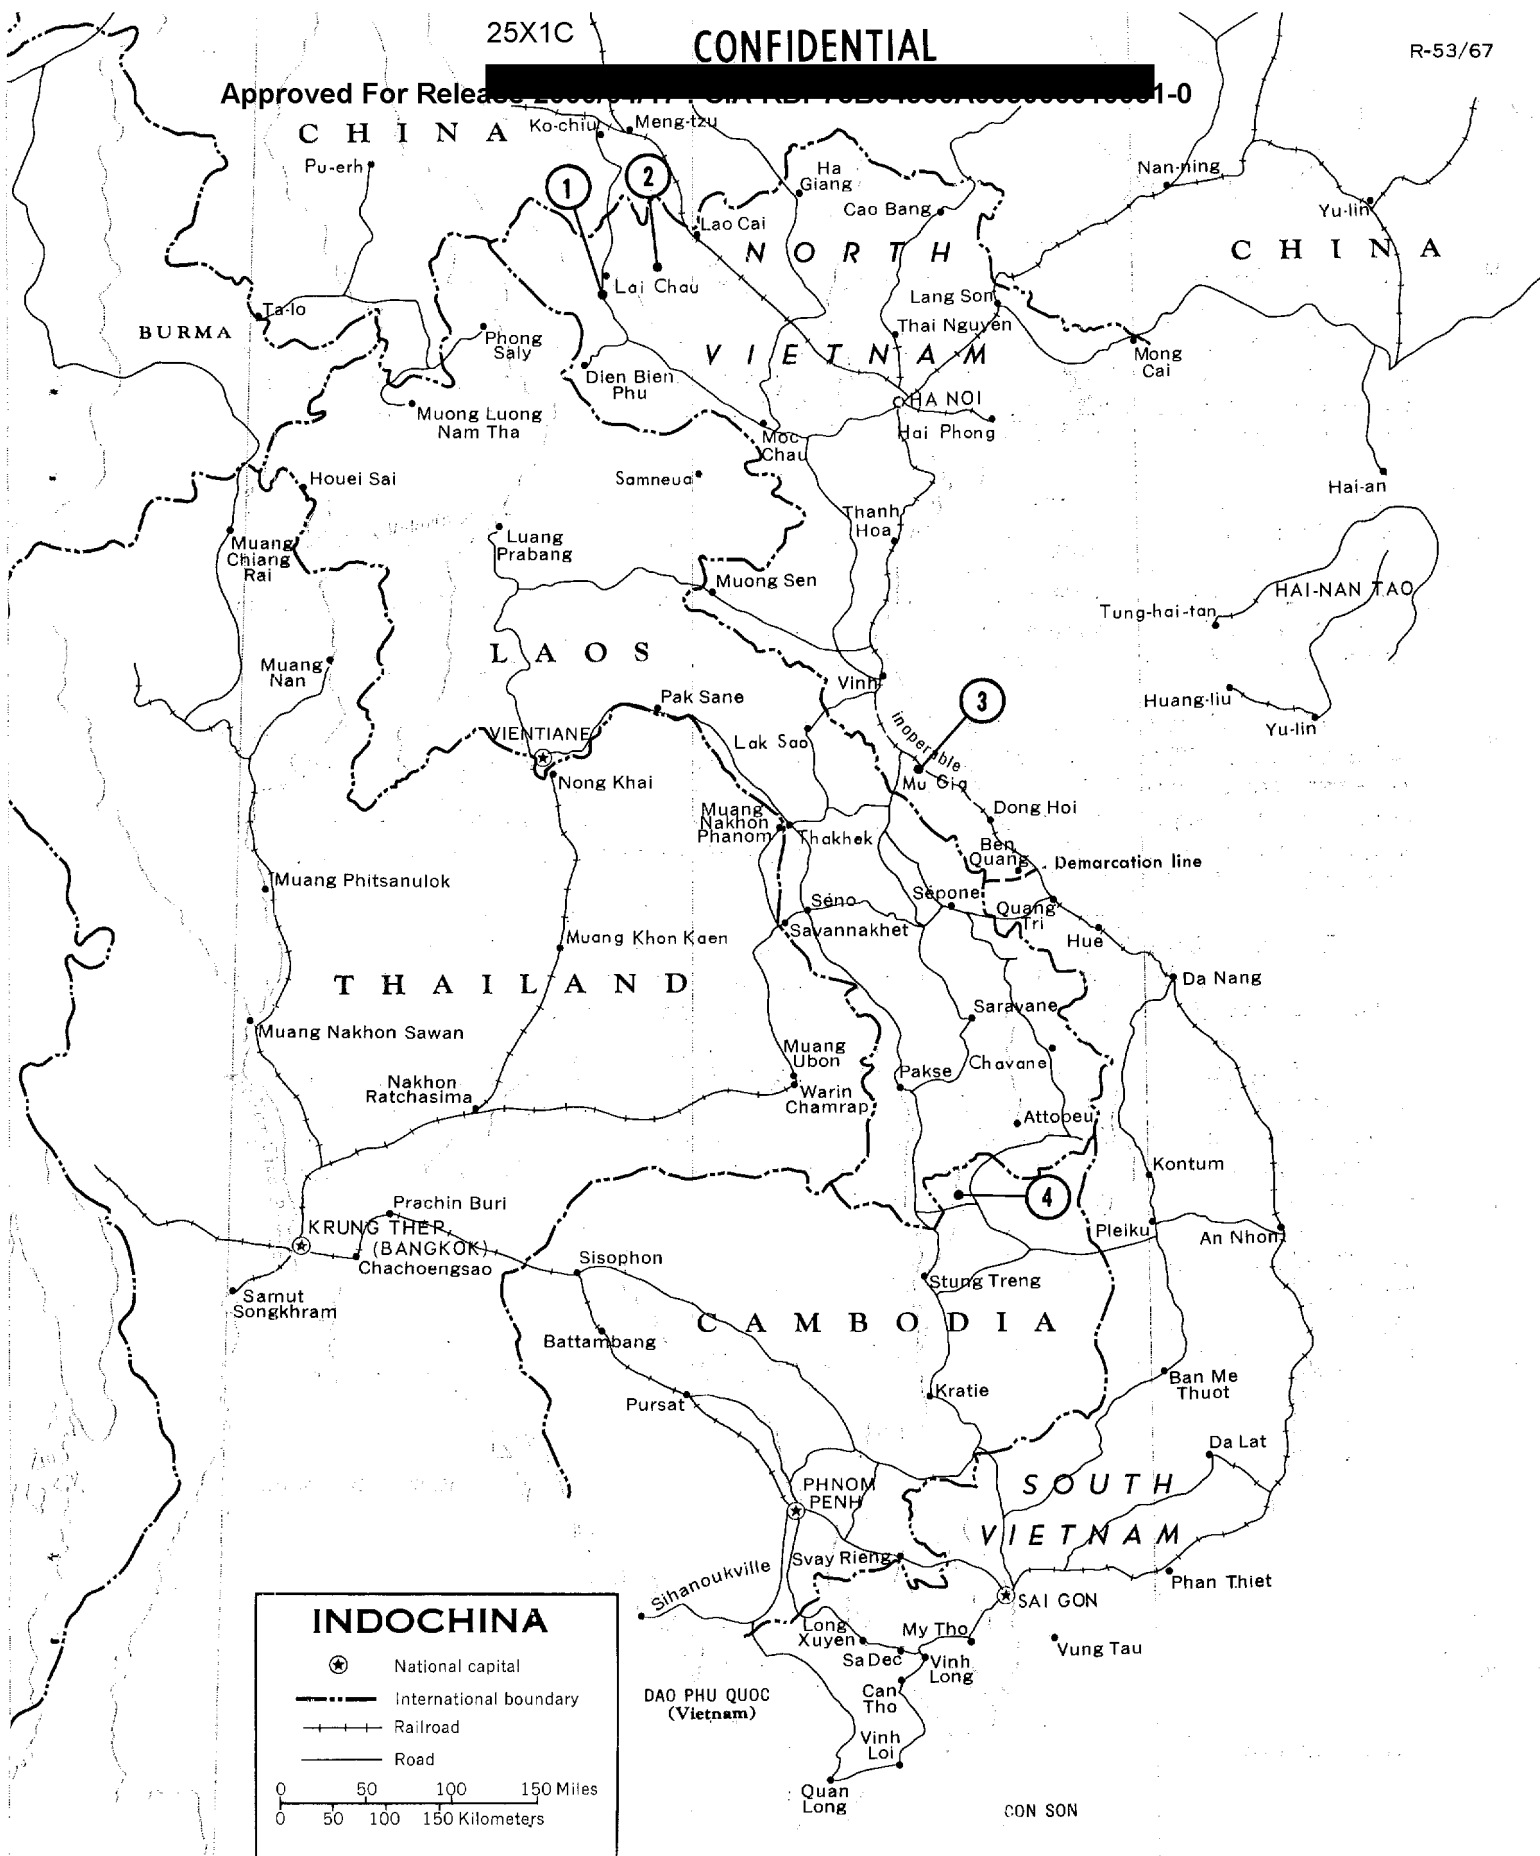 25X1C
CONFIDENTIAL
R-53/67
Approved For Release
1-0
CHINA
Ko-chiu
Meng-tzu
Pu-erh
1
2
Ha
Giang
Cao Bang
Nan-ning
Yu-lin
Lao Cai
NORTH
CHINA
Lai Chau
Lang Son
Ta-lo
BURMA
Phong
Saly
Thai Nguyen
VIETNAM
Mong
Cai
Dien Bien
Phu
HA NOI
Muong Luong
Nam Tha
Moc
Chau
Hai Phong
Houei Sai
Samneua
Hai-an
Thanh
Hoa
Muang
Chiang
Rai
Luang
Prabang
Muong Sen
HAI-NAN TAO
Tung-hai-tan
LAOS
Muang
Nan
Vinh
3
Pak Sane
Huang-liu
Yu-lin
inoperable
VIENTIANE
Lak Sao
Nong Khai
Mu Gia
Muang
Nakhon
Phanom
Thakhek
Dong Hoi
Ben
Quang
Demarcation line
Muang Phitsanulok
Séno
Sépone
Quang
Tri
Savannakhet
Hue
Muang Khon Kaen
THAILAND
Da Nang
Muang Nakhon Sawan
Saravane
Muang
Ubon
Chavane
Nakhon
Ratchasima
Warin
Chamrap
Pakse
Attopeu
Kontum
4
Prachin Buri
KRUNG THEP
(BANGKOK)
Pleiku
An Nhon
Chachoengsao
Sisophon
Stung Treng
Samut
Songkhram
CAMBODIA
Battambang
Ban Me
Thuot
Pursat
Kratie
Da Lat
PHNOM
PENH
SOUTH
VIETNAM
Svay Rieng
Sihanoukville
Phan Thiet
SAI GON
Long
Xuyen
My Tho
Sa Dec
Vinh
Long
Vung Tau
Can
Tho
DAO PHU QUOC
(Vietnam)
Vinh
Loi
Quan
Long
CON SON
INDOCHINA
National capital
International boundary
Railroad
Road
0 50 100 150 Miles
0 50 100 150 Kilometers